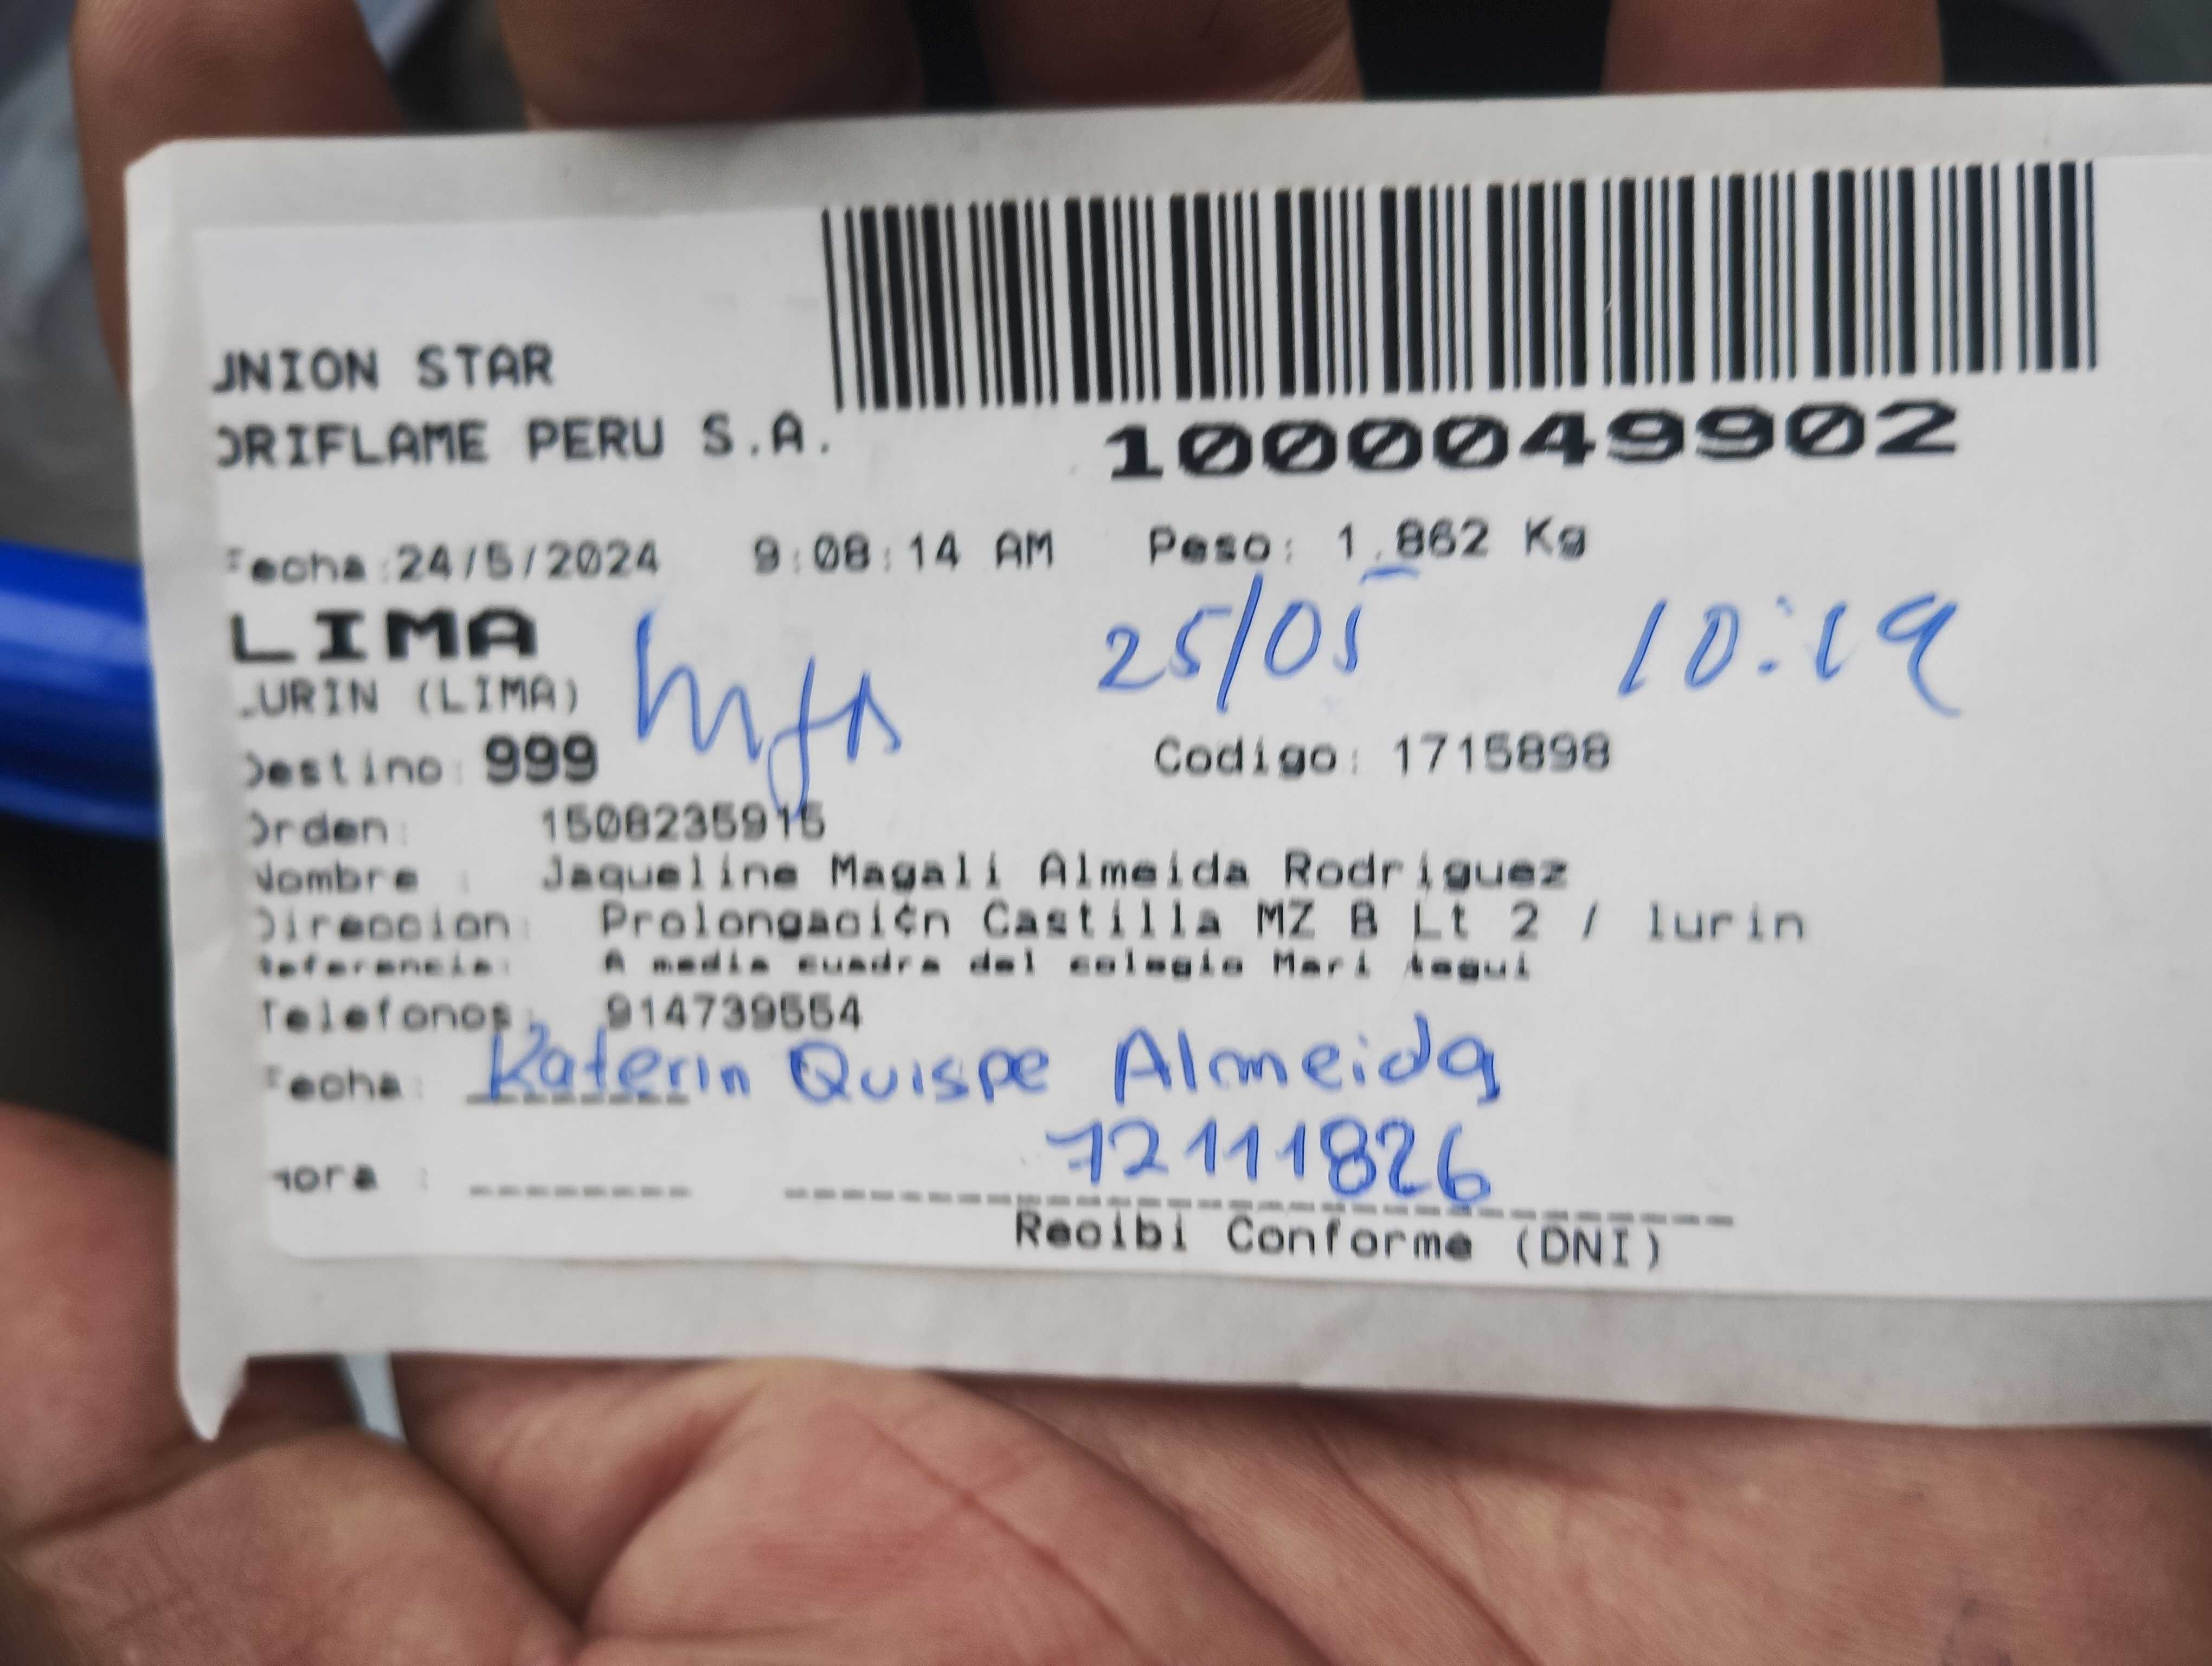 UNION STAR
ORIFLAME PERU S.A.
1000049902
Fecha:24/5/2024 9:08:14 AM Peso: 1.862 Kg
LIMA
25/05 10:19
LURIN (LIMA)
Destino: 999 Codigo: 1715898
Orden: 1508235915
Nombre : Jaqueline Magali Almeida Rodriguez
Direccion: Prolongaci¢n Castilla MZ B Lt 2 / lurin
Referencia: A media cuadra del colegio Mari tegui
Telefonos: 914739554
Fecha: Katerin Quispe Almeida
72111826
Hora :
Recibi Conforme (DNI)